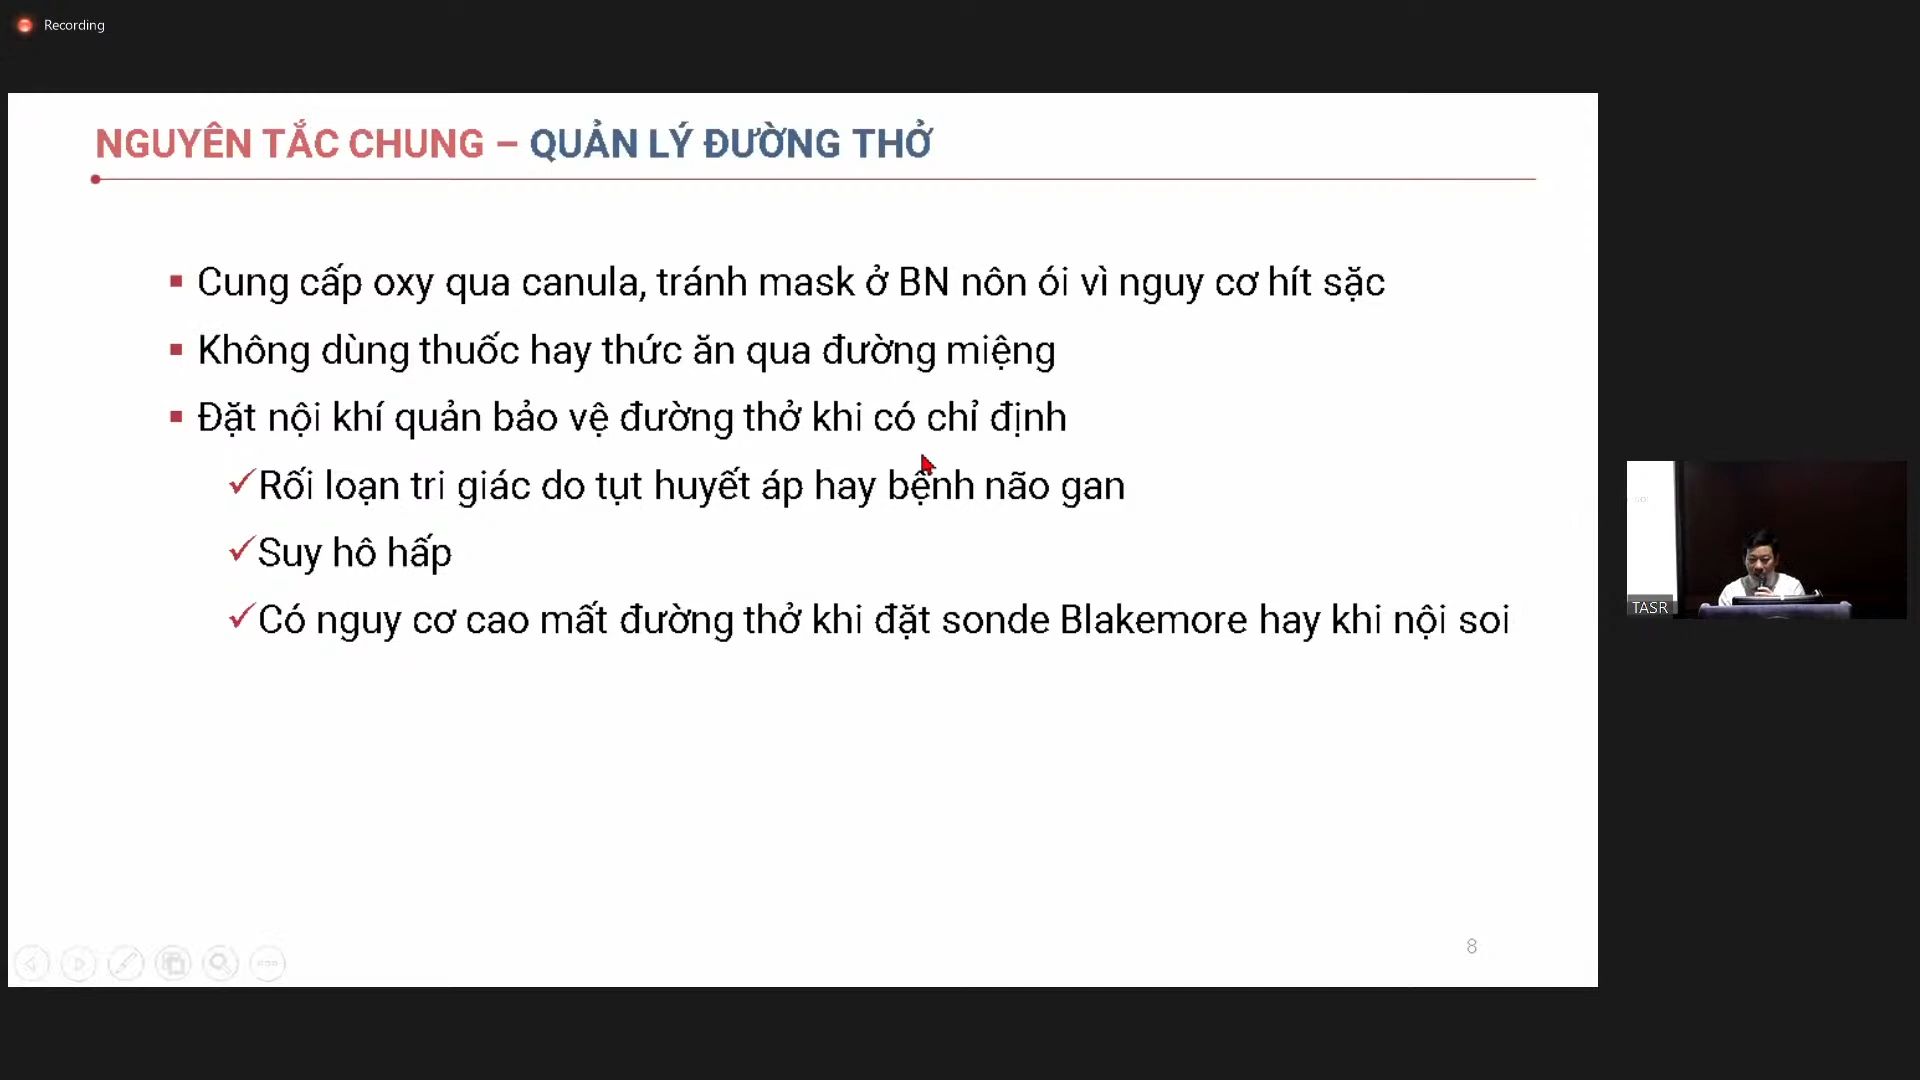 Recording
NGUYÊN TẮC CHUNG – QUẢN LÝ ĐƯỜNG THỞ
Cung cấp oxy qua canula, tránh mask ở BN nôn ói vì nguy cơ hít sặc
Không dùng thuốc hay thức ăn qua đường miệng
Đặt nội khí quản bảo vệ đường thở khi có chỉ định
Rối loạn tri giác do tụt huyết áp hay bệnh não gan
Suy hô hấp
Có nguy cơ cao mất đường thở khi đặt sonde Blakemore hay khi nội soi
8
TASR